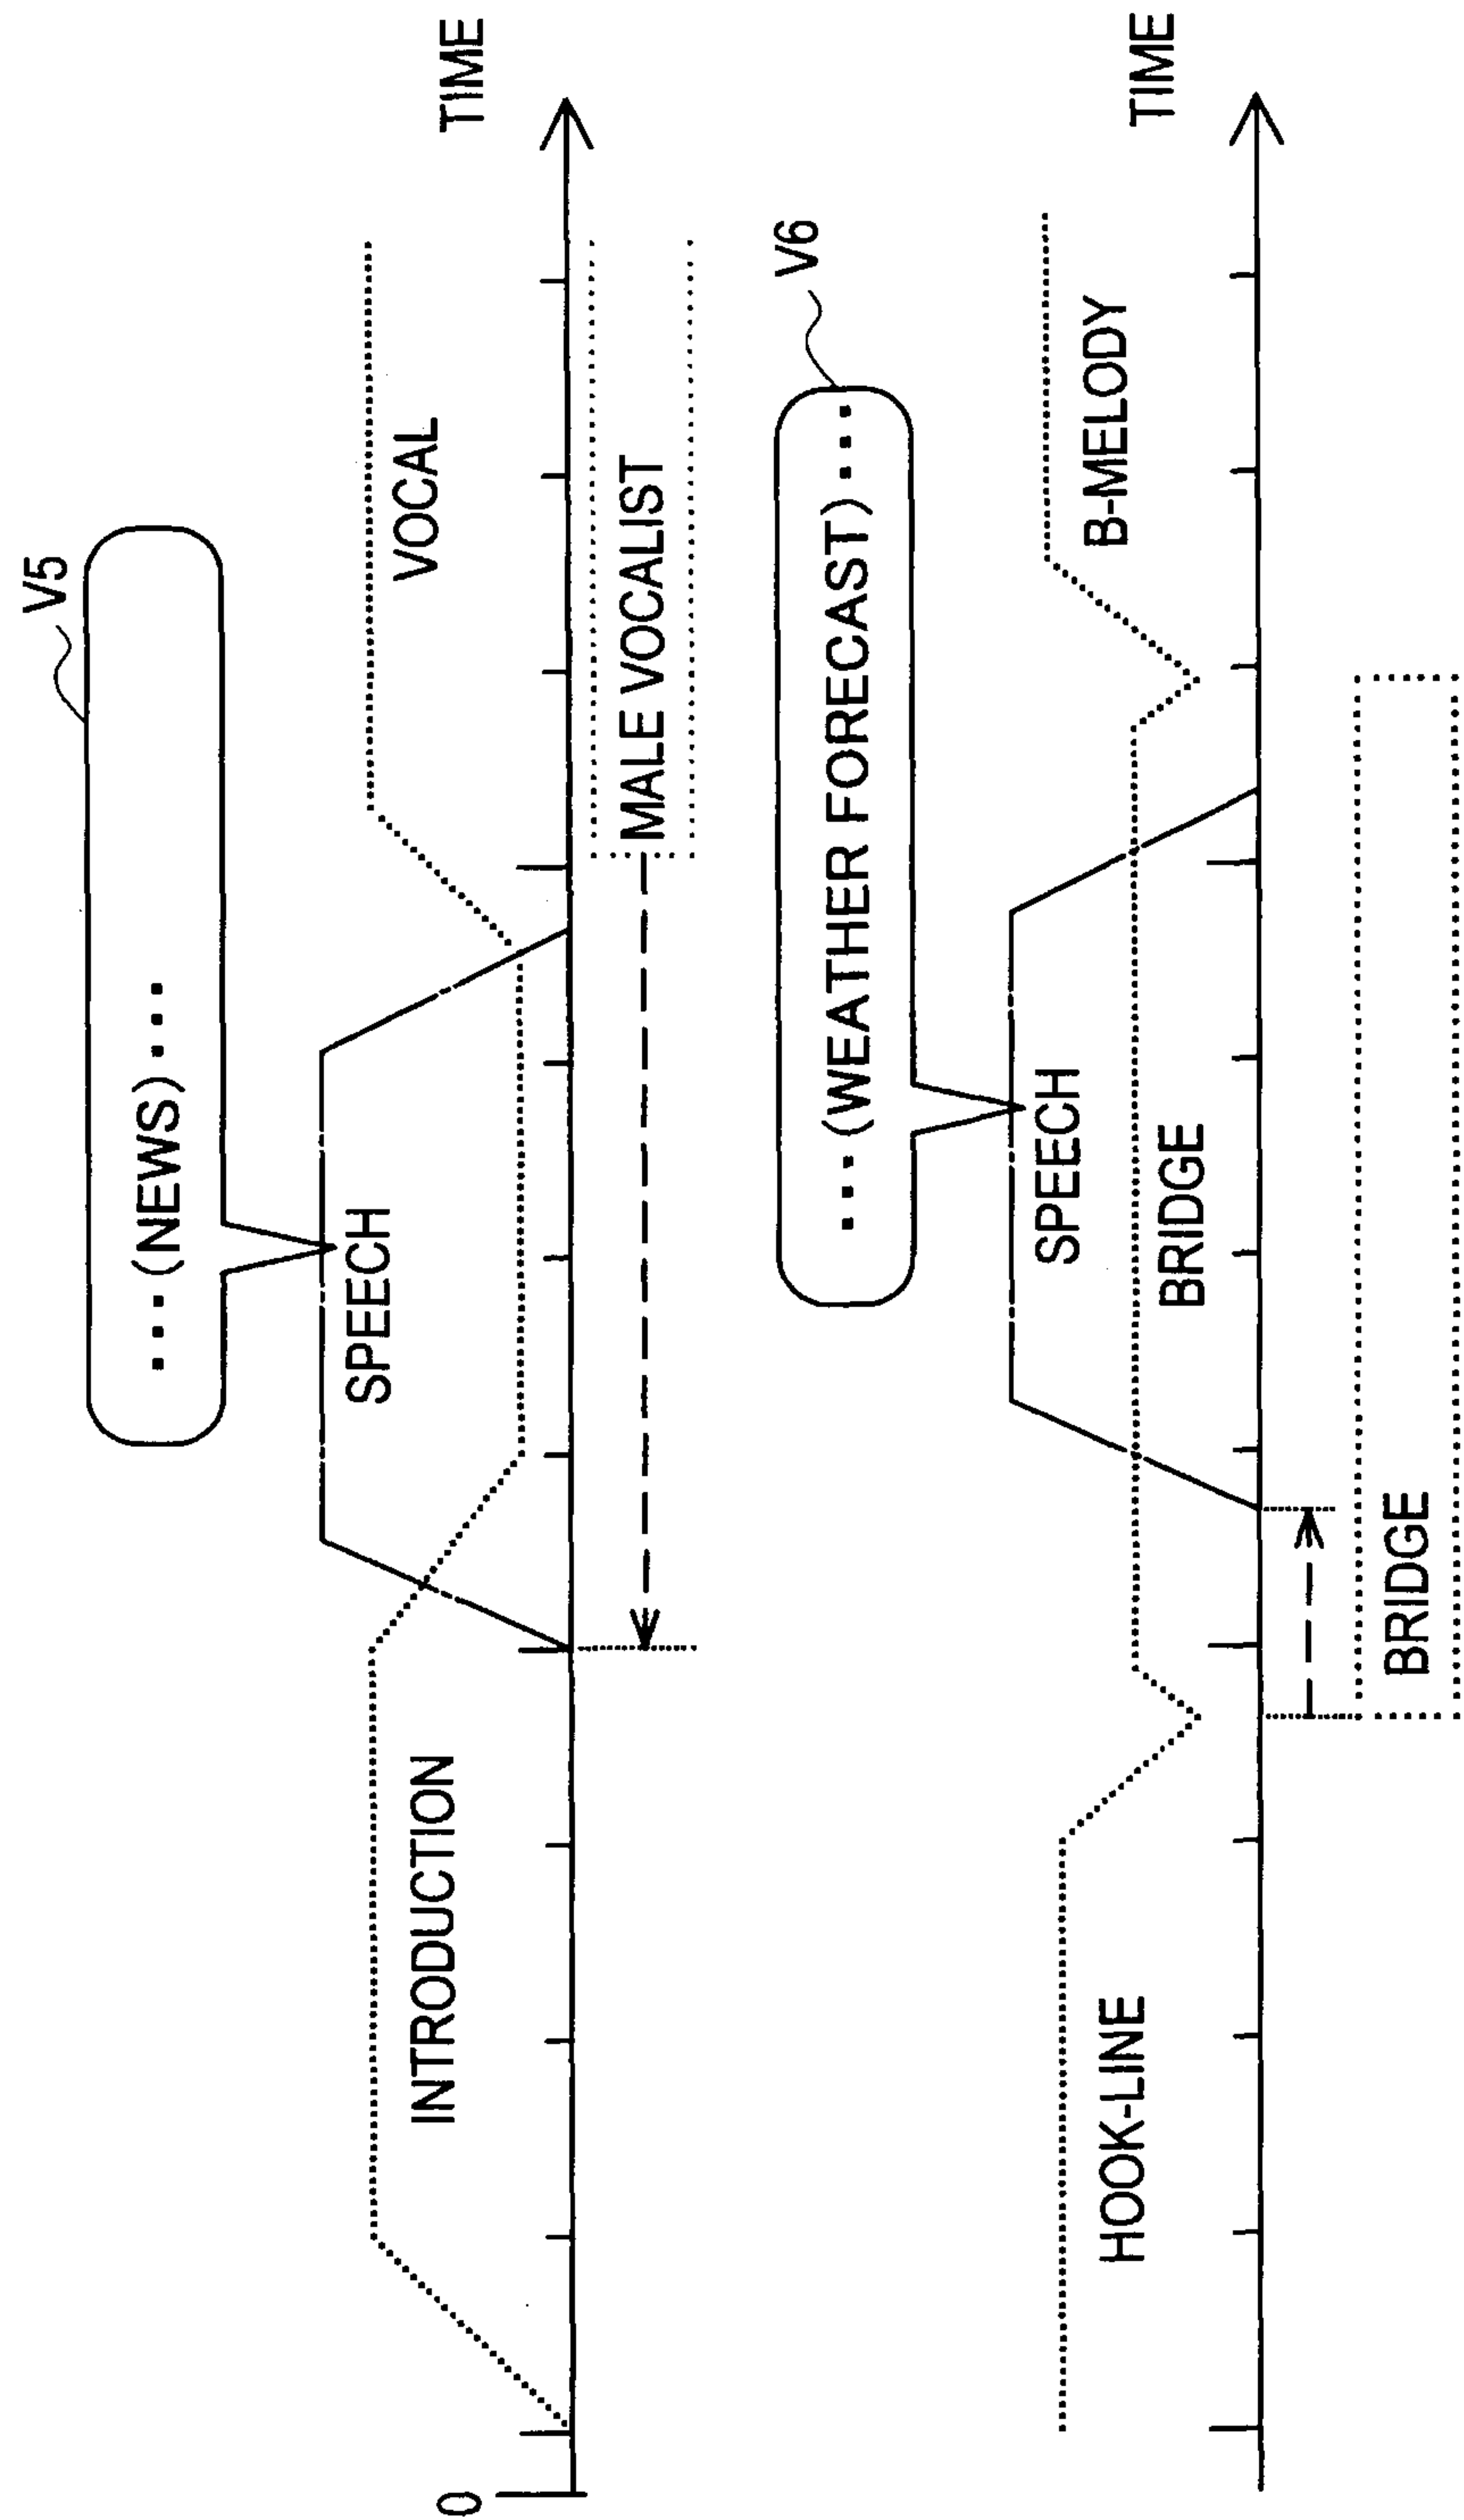 V5
· · · (NEWS) · · ·
SPEECH
INTRODUCTION
VOCAL
TIME
0
MALE VOCALIST
V6
· · · (WEATHER FORECAST) · · ·
SPEECH
HOOK-LINE
BRIDGE
B-MELODY
TIME
BRIDGE